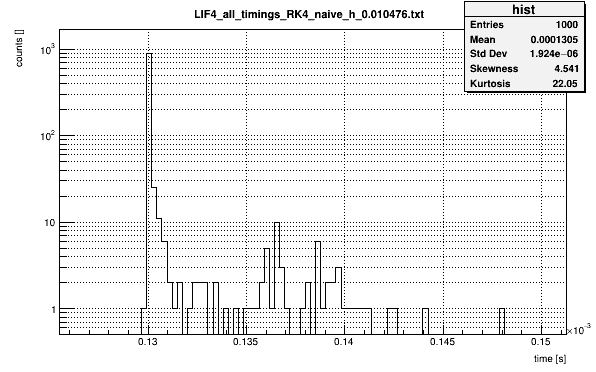 LIF4_all_timings_RK4_naive_h_0.010476.txt
hist
Entries 1000
Mean 0.0001305
Std Dev 1.924e−06
Skewness 4.541
Kurtosis 22.05
counts []
10³
10²
10
1
0.13 0.135 0.14 0.145 0.15
×10⁻³
time [s]